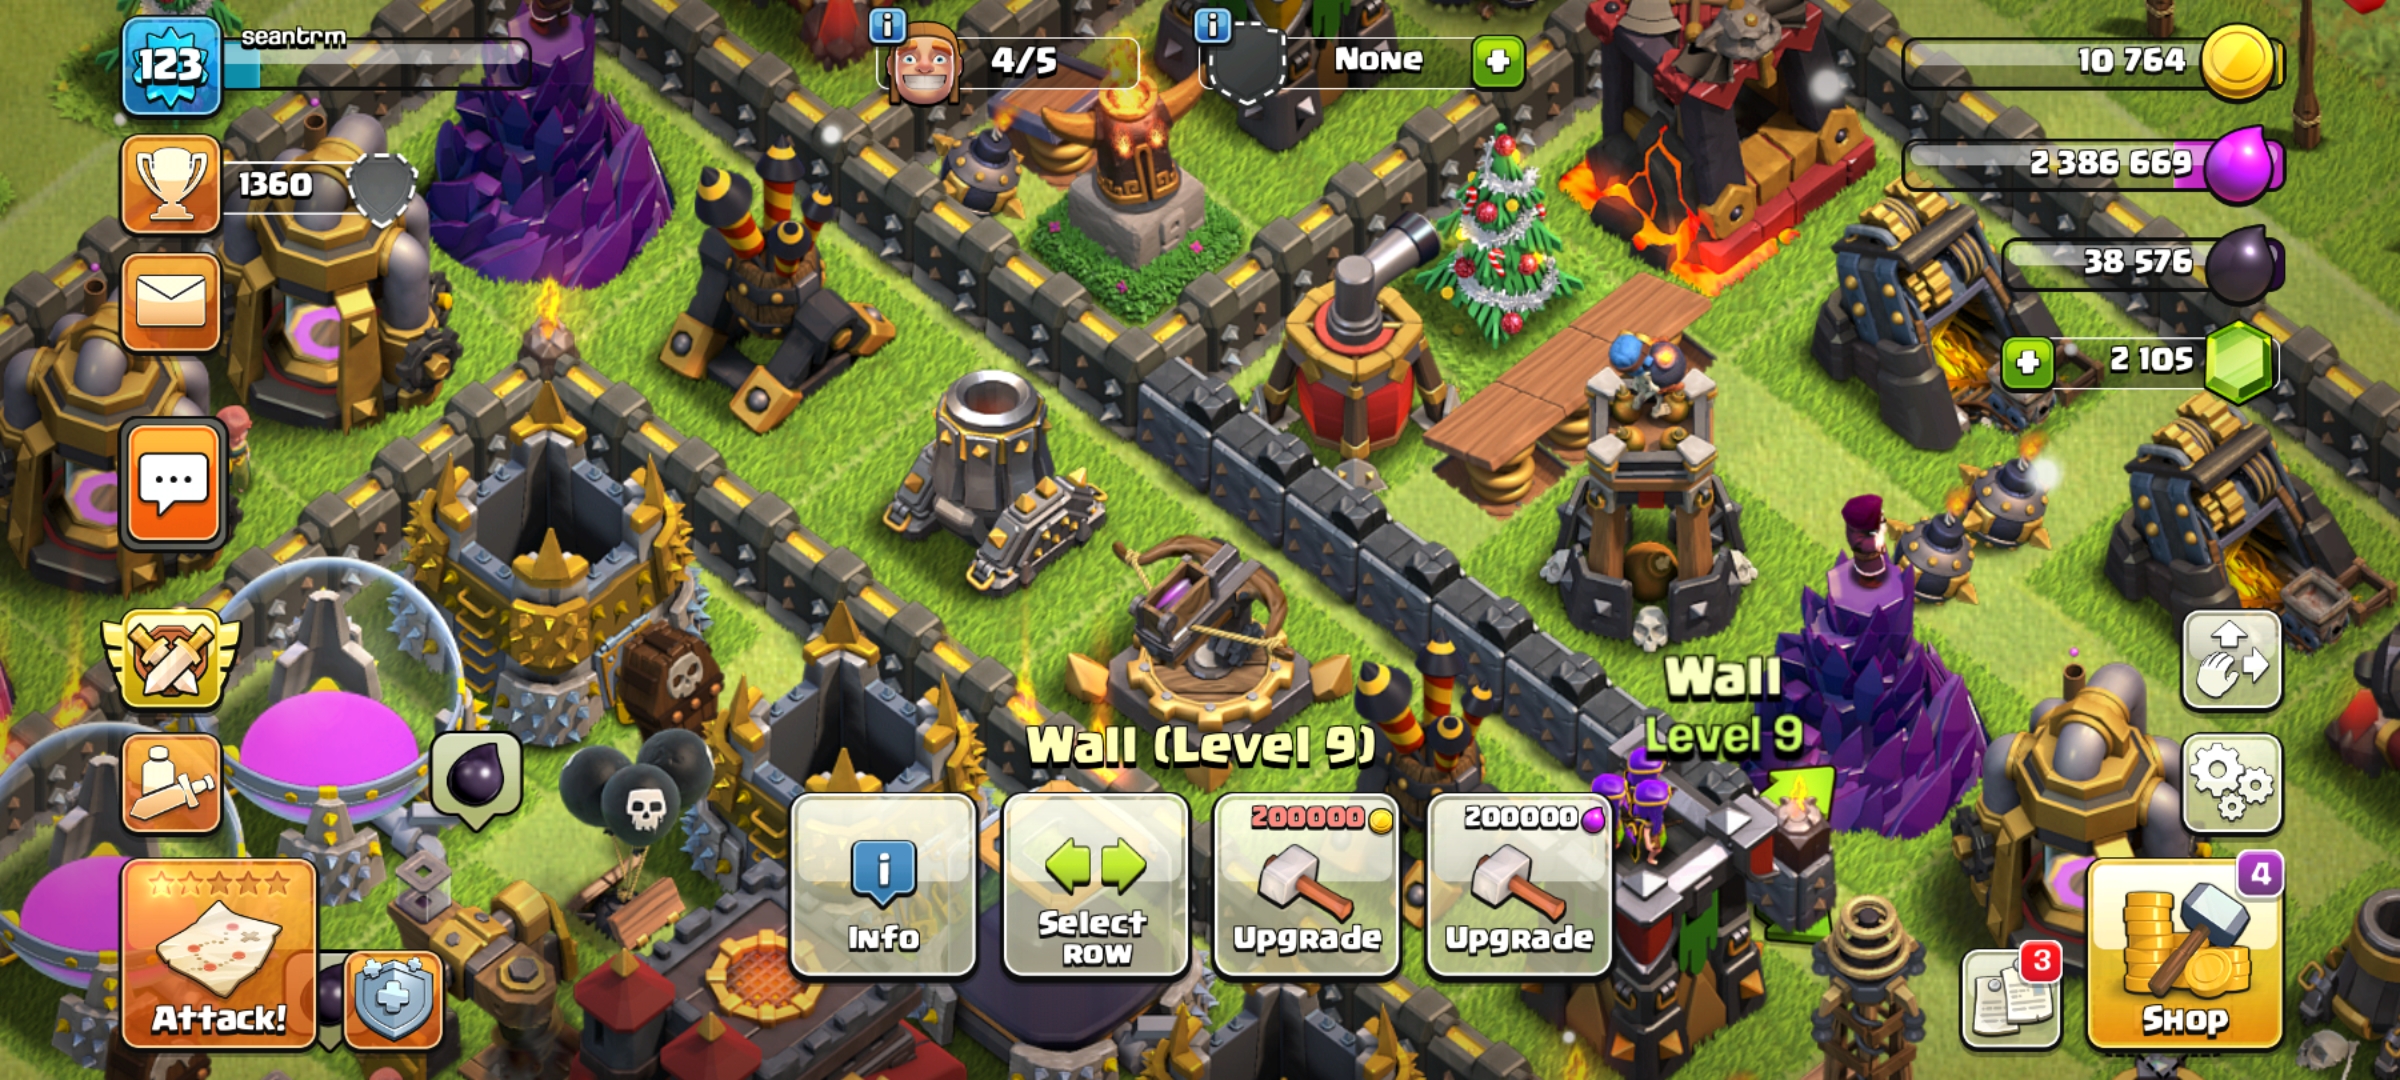 123
seantrm
4/5
None
10 764
1360
2 386 669
38 576
2 105
Wall
Level 9
Wall (Level 9)
200000
200000
Info
Select
Row
Upgrade
Upgrade
4
3
Attack!
Shop